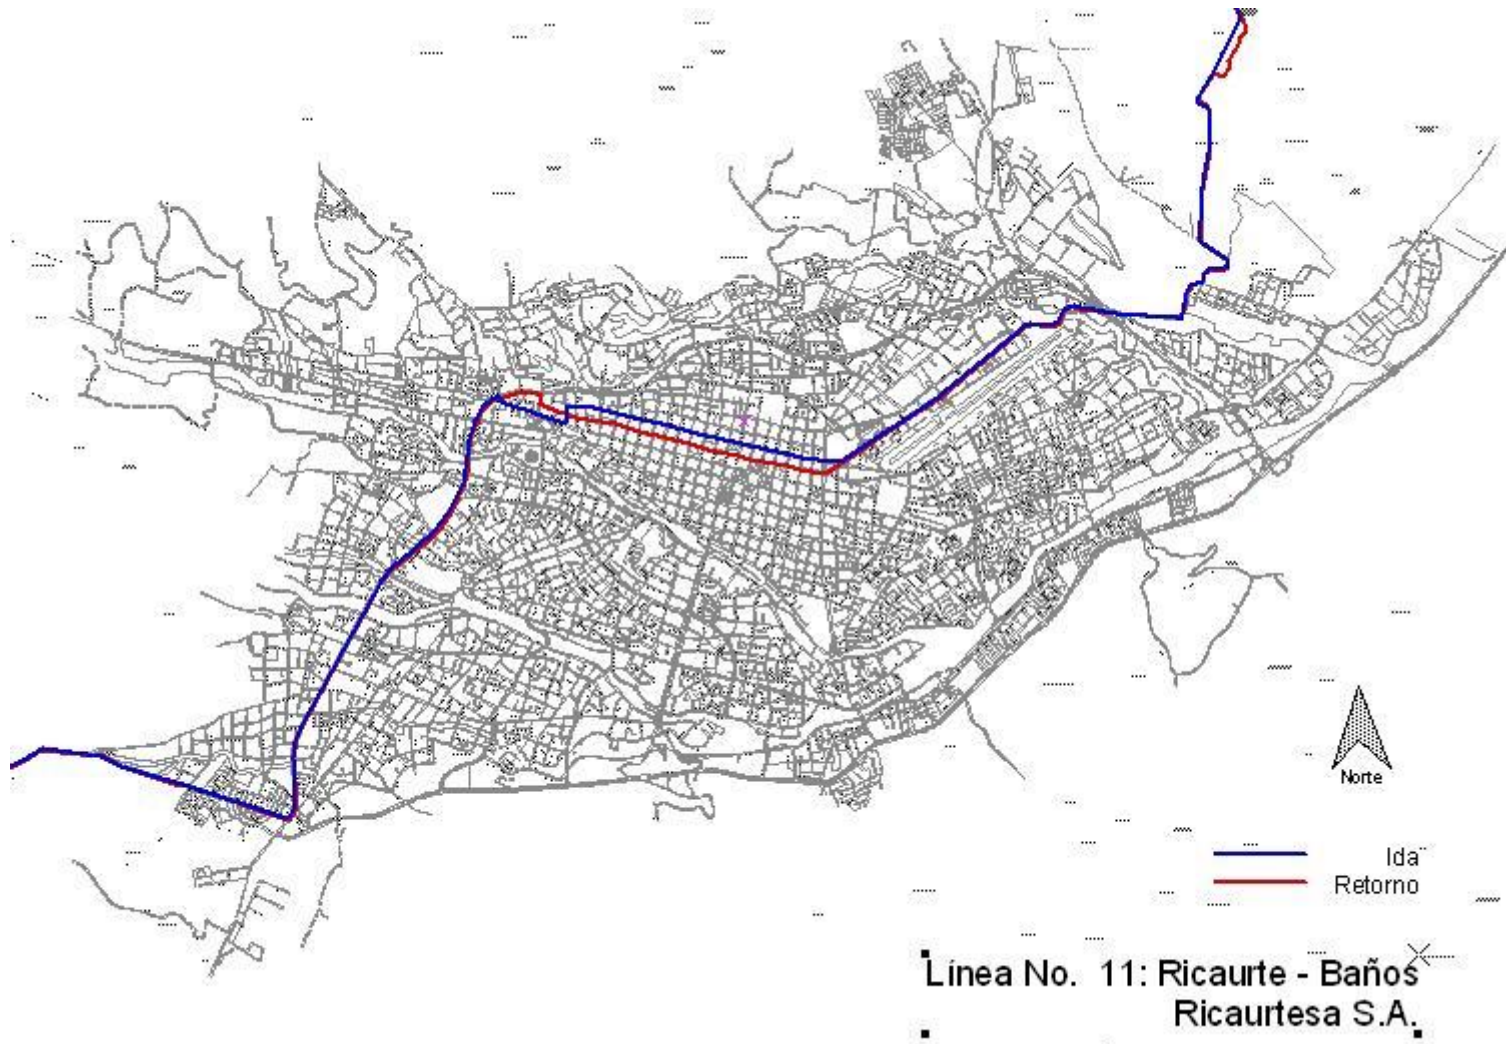 Norte
Ida
Retorno
Línea No. 11: Ricaurte - Baños
Ricaurtesa S.A.